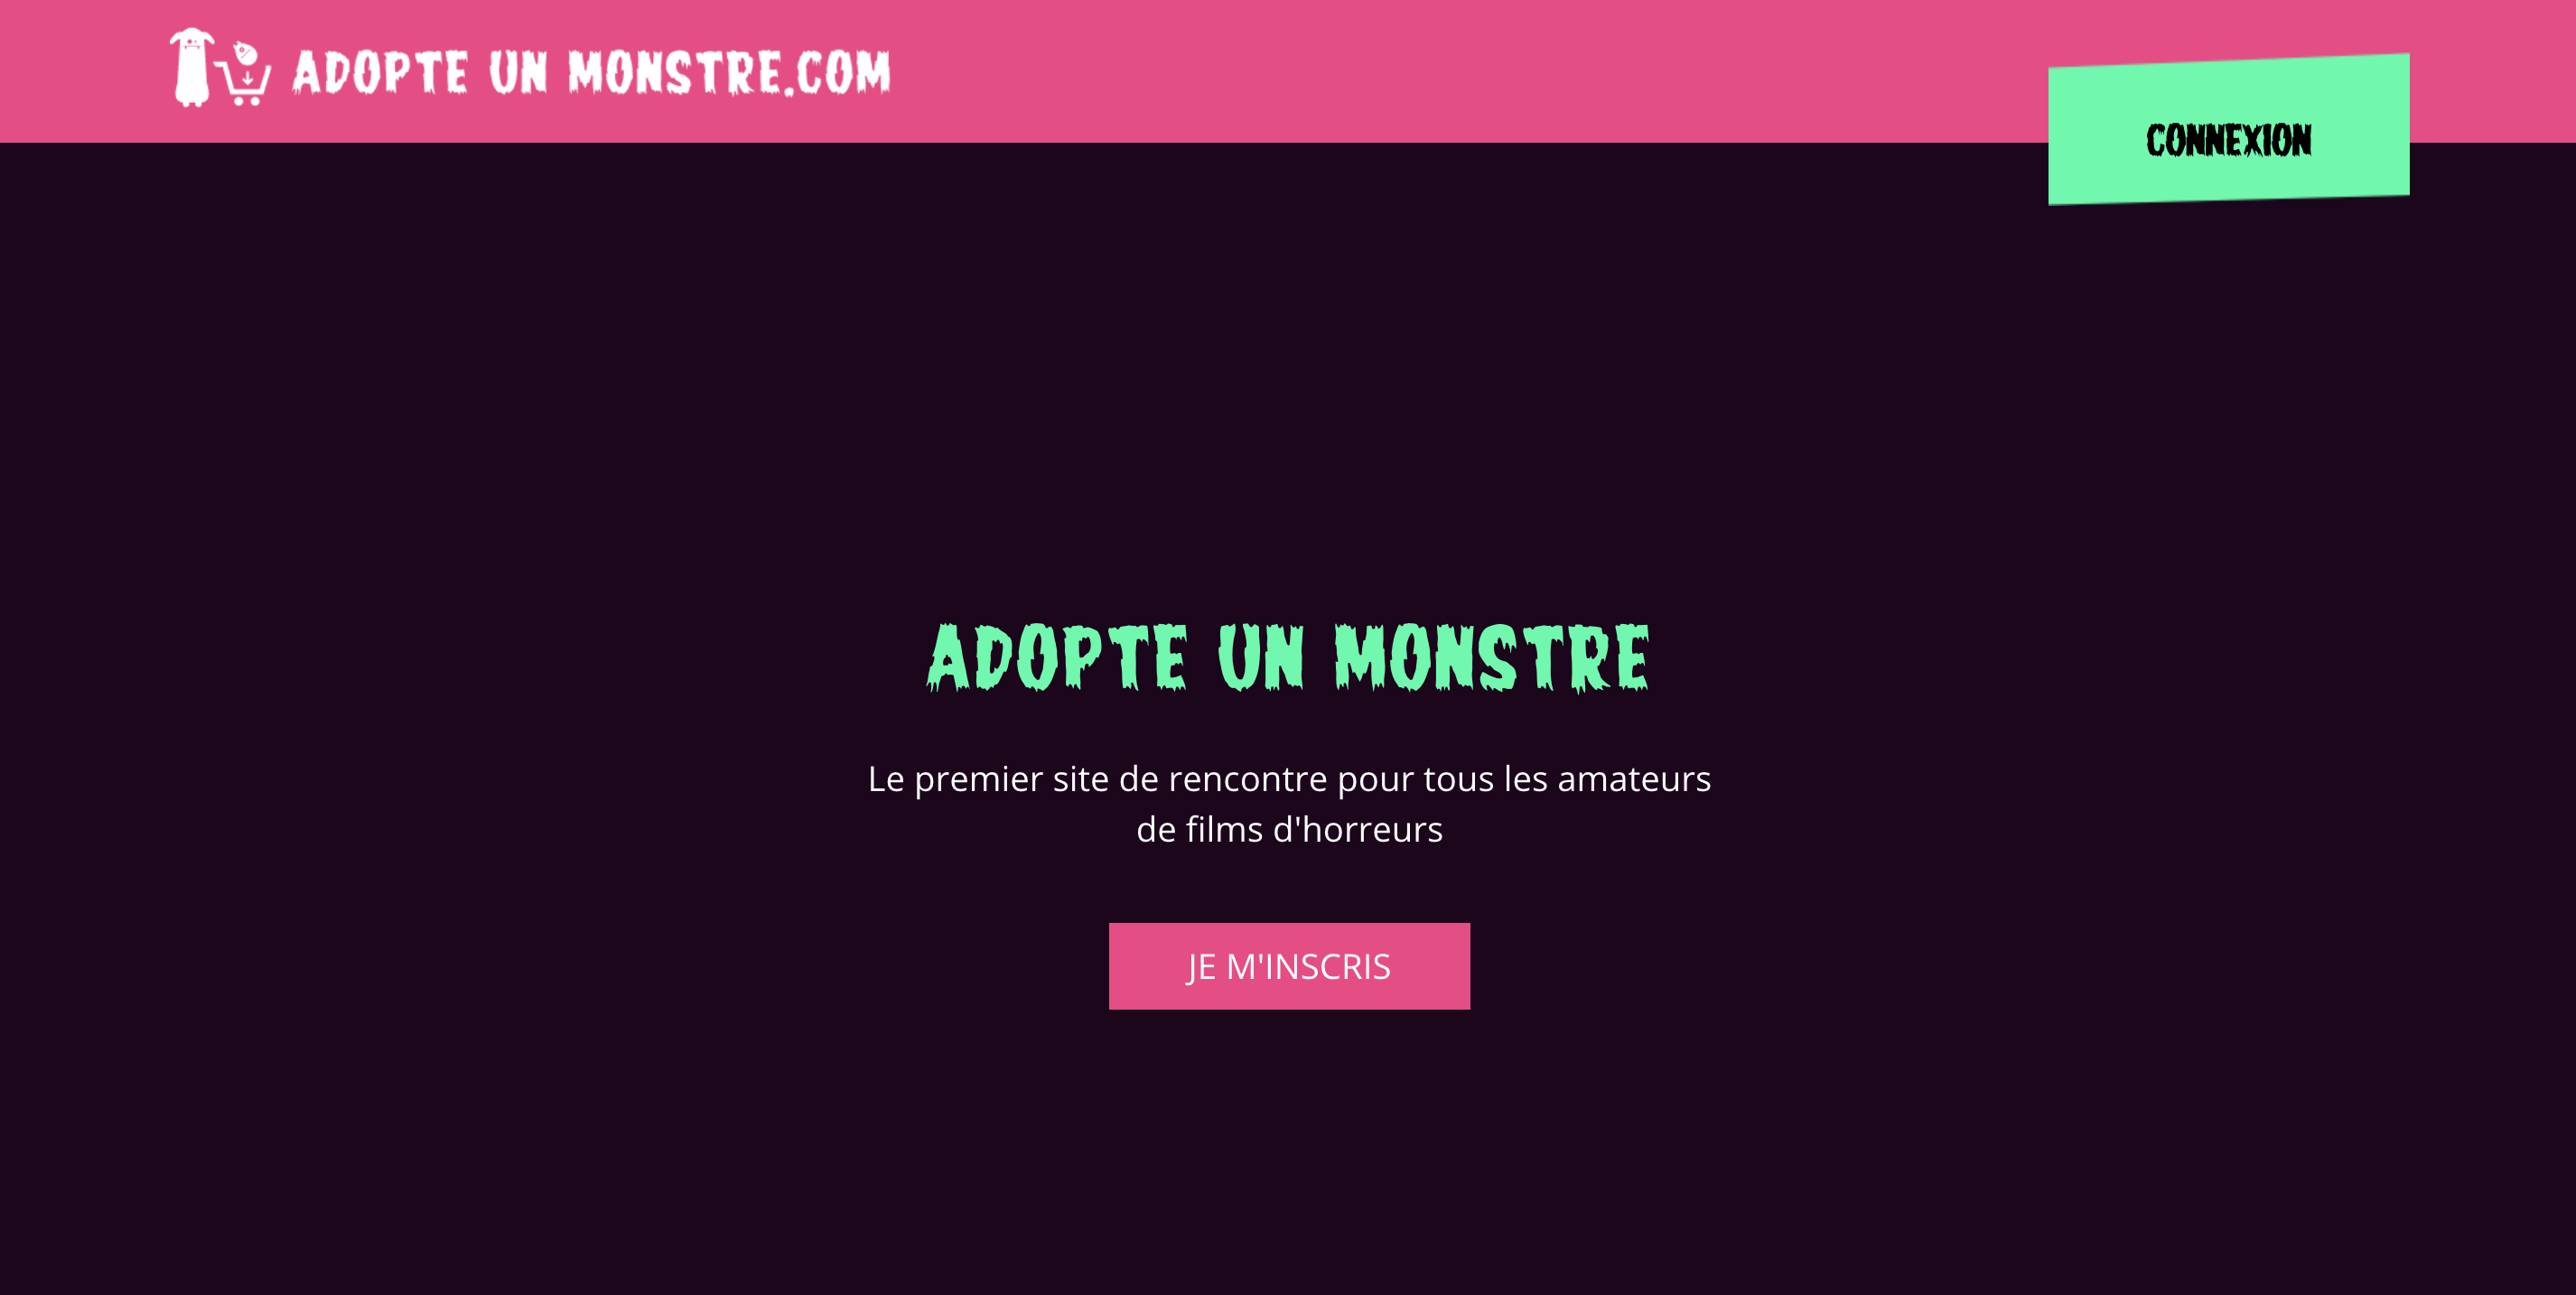 ADOPTE UN MONSTRE.COM
CONNEXION
ADOPTE UN MONSTRE
Le premier site de rencontre pour tous les amateurs
de films d'horreurs
JE M'INSCRIS